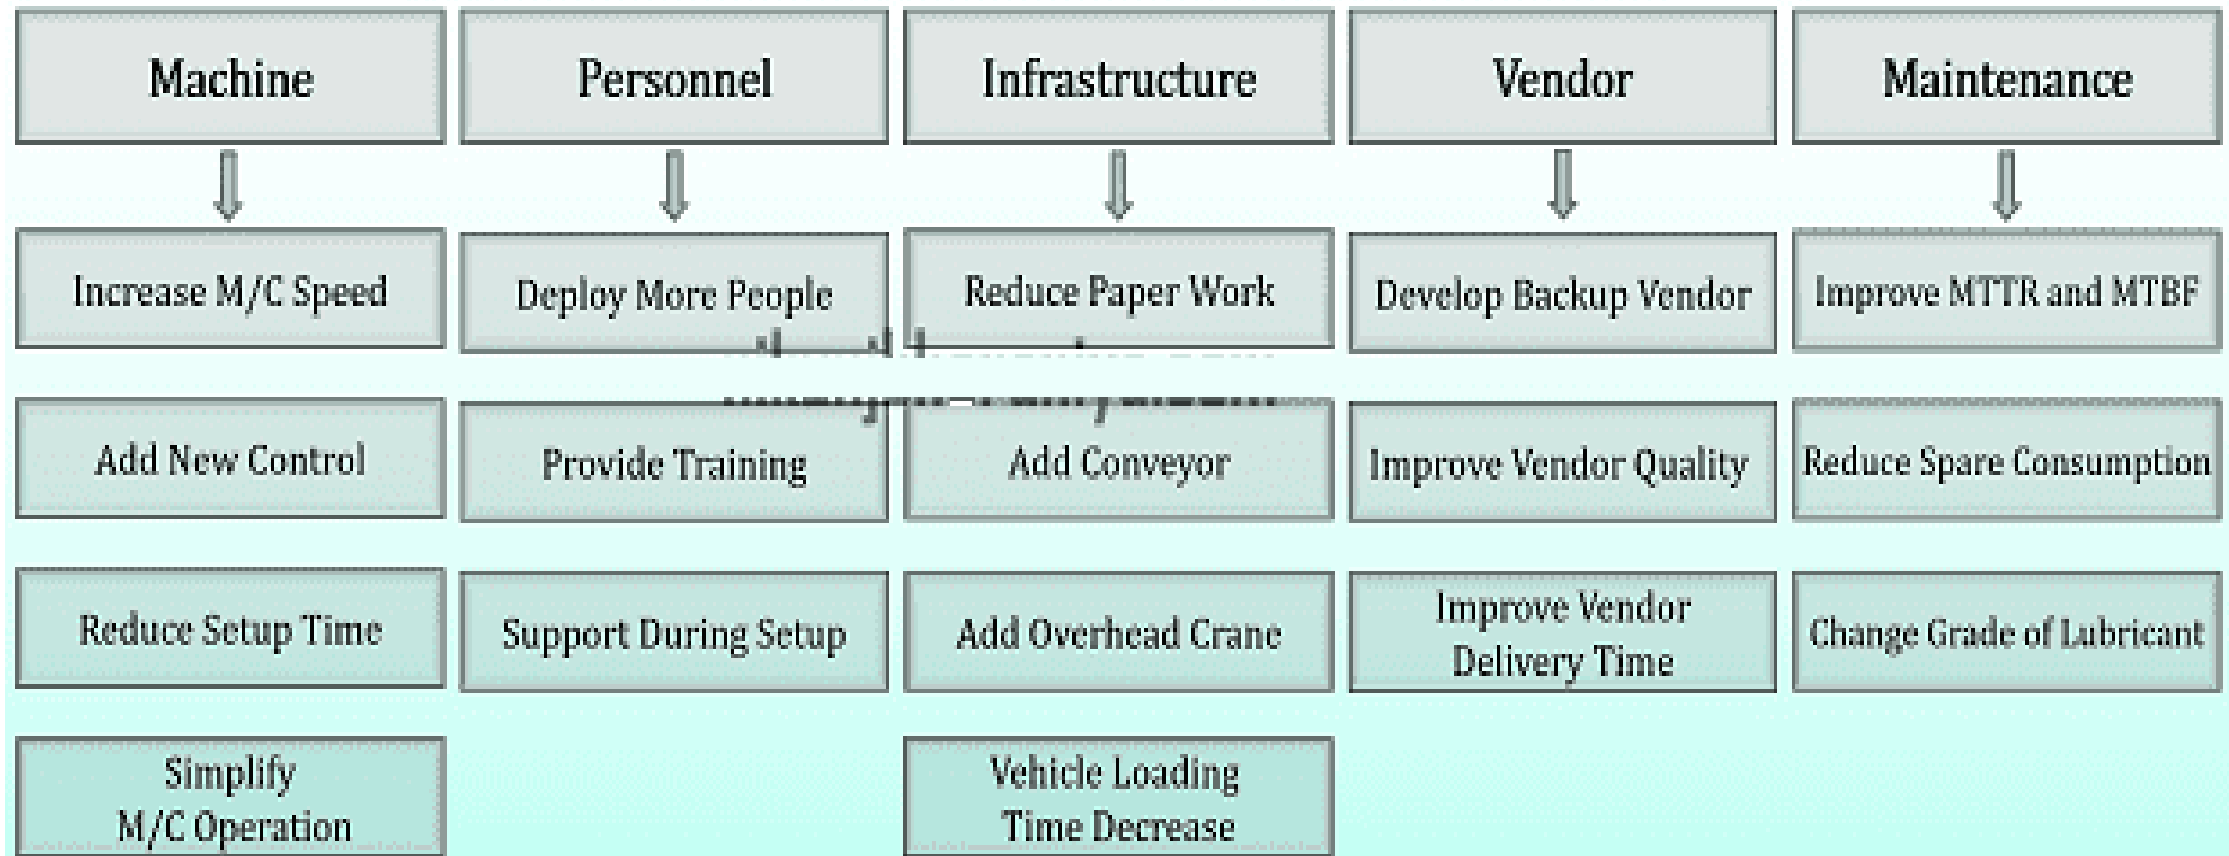 Machine
Personnel
Infrastructure
Vendor
Maintenance
Increase M/C Speed
Deploy More People
Reduce Paper Work
Develop Backup Vendor
Improve MTTR and MTBF
Add New Control
Provide Training
Add Conveyor
Improve Vendor Quality
Reduce Spare Consumption
Reduce Setup Time
Support During Setup
Add Overhead Crane
Improve Vendor
Delivery Time
Change Grade of Lubricant
Simplify
M/C Operation
Vehicle Loading
Time Decrease